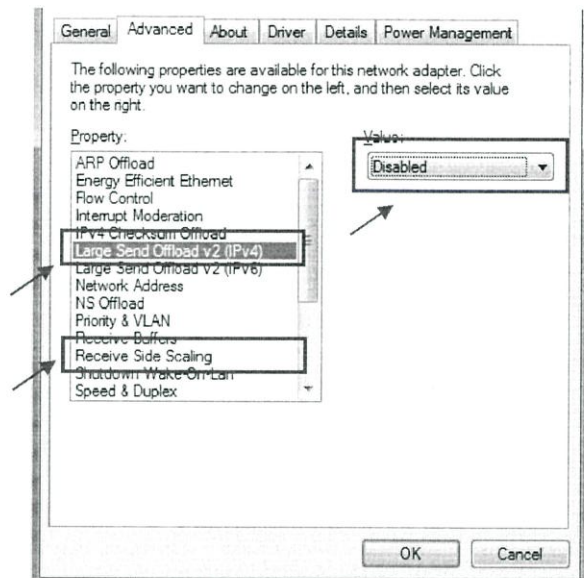 General Advanced About Driver Details Power Management
The following properties are available for this network adapter. Click
the property you want to change on the left, and then select its value
on the right.
Property:
Value:
ARP Offload
Disabled
Energy Efficient Ethernet
Flow Control
Interrupt Moderation
IPv4 Checksum Offload
Large Send Offload v2 (IPv4)
Large Send Offload v2 (IPv6)
Network Address
NS Offload
Priority & VLAN
Receive Buffers
Receive Side Scaling
Shutdown Wake-On-Lan
Speed & Duplex
OK Cancel